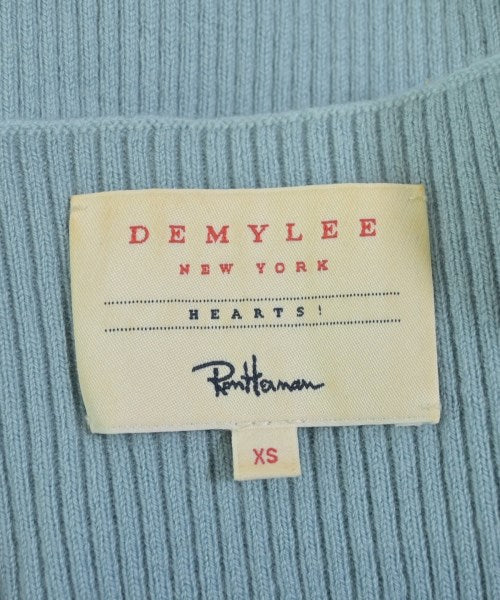 DEMYLEE
NEW YORK
HEARTS!
Ron Herman
XS